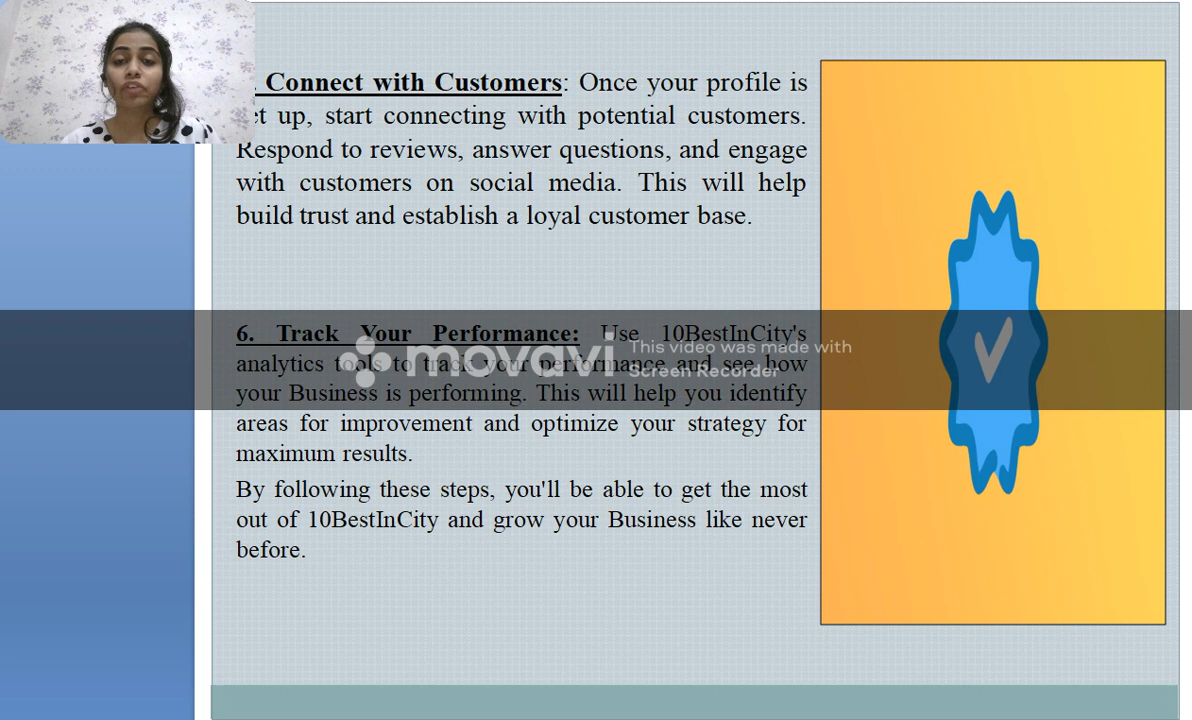 . Connect with Customers: Once your profile is
et up, start connecting with potential customers.
Respond to reviews, answer questions, and engage
with customers on social media. This will help
build trust and establish a loyal customer base.
6. Track Your Performance: Use 10BestInCity's
analytics tools to track your performance and see how
your Business is performing. This will help you identify
areas for improvement and optimize your strategy for
maximum results.
By following these steps, you'll be able to get the most
out of 10BestInCity and grow your Business like never
before.
movavi
This video was made with
Screen Recorder